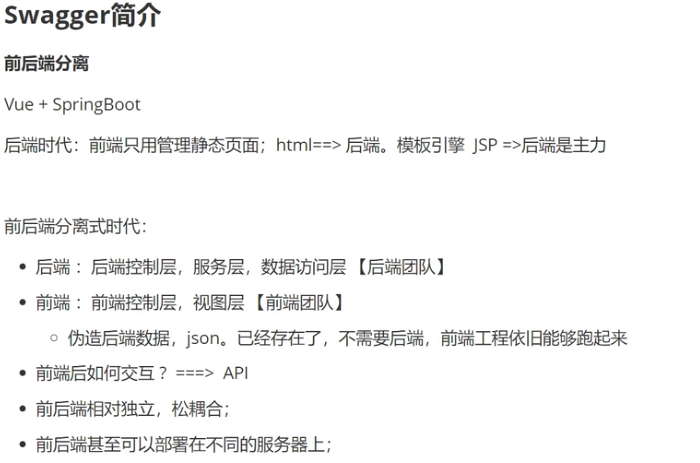 Swagger简介
前后端分离
Vue + SpringBoot
后端时代：前端只用管理静态页面；html==> 后端。模板引擎 JSP =>后端是主力
前后端分离式时代：
• 后端 ：后端控制层，服务层，数据访问层 【后端团队】
• 前端 ：前端控制层，视图层 【前端团队】
◦ 伪造后端数据，json。已经存在了，不需要后端，前端工程依旧能够跑起来
• 前端后如何交互 ? ===> API
• 前后端相对独立，松耦合；
• 前后端甚至可以部署在不同的服务器上；